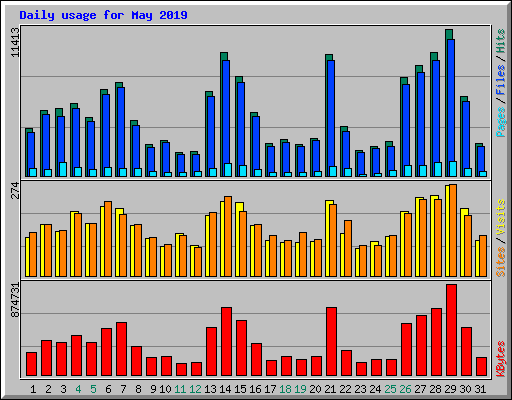 Daily usage for May 2019
11413
Pages / Files / Hits
274
Sites / Visits
874731
KBytes
1 2 3 4 5 6 7 8 9 10 11 12 13 14 15 16 17 18 19 20 21 22 23 24 25 26 27 28 29 30 31